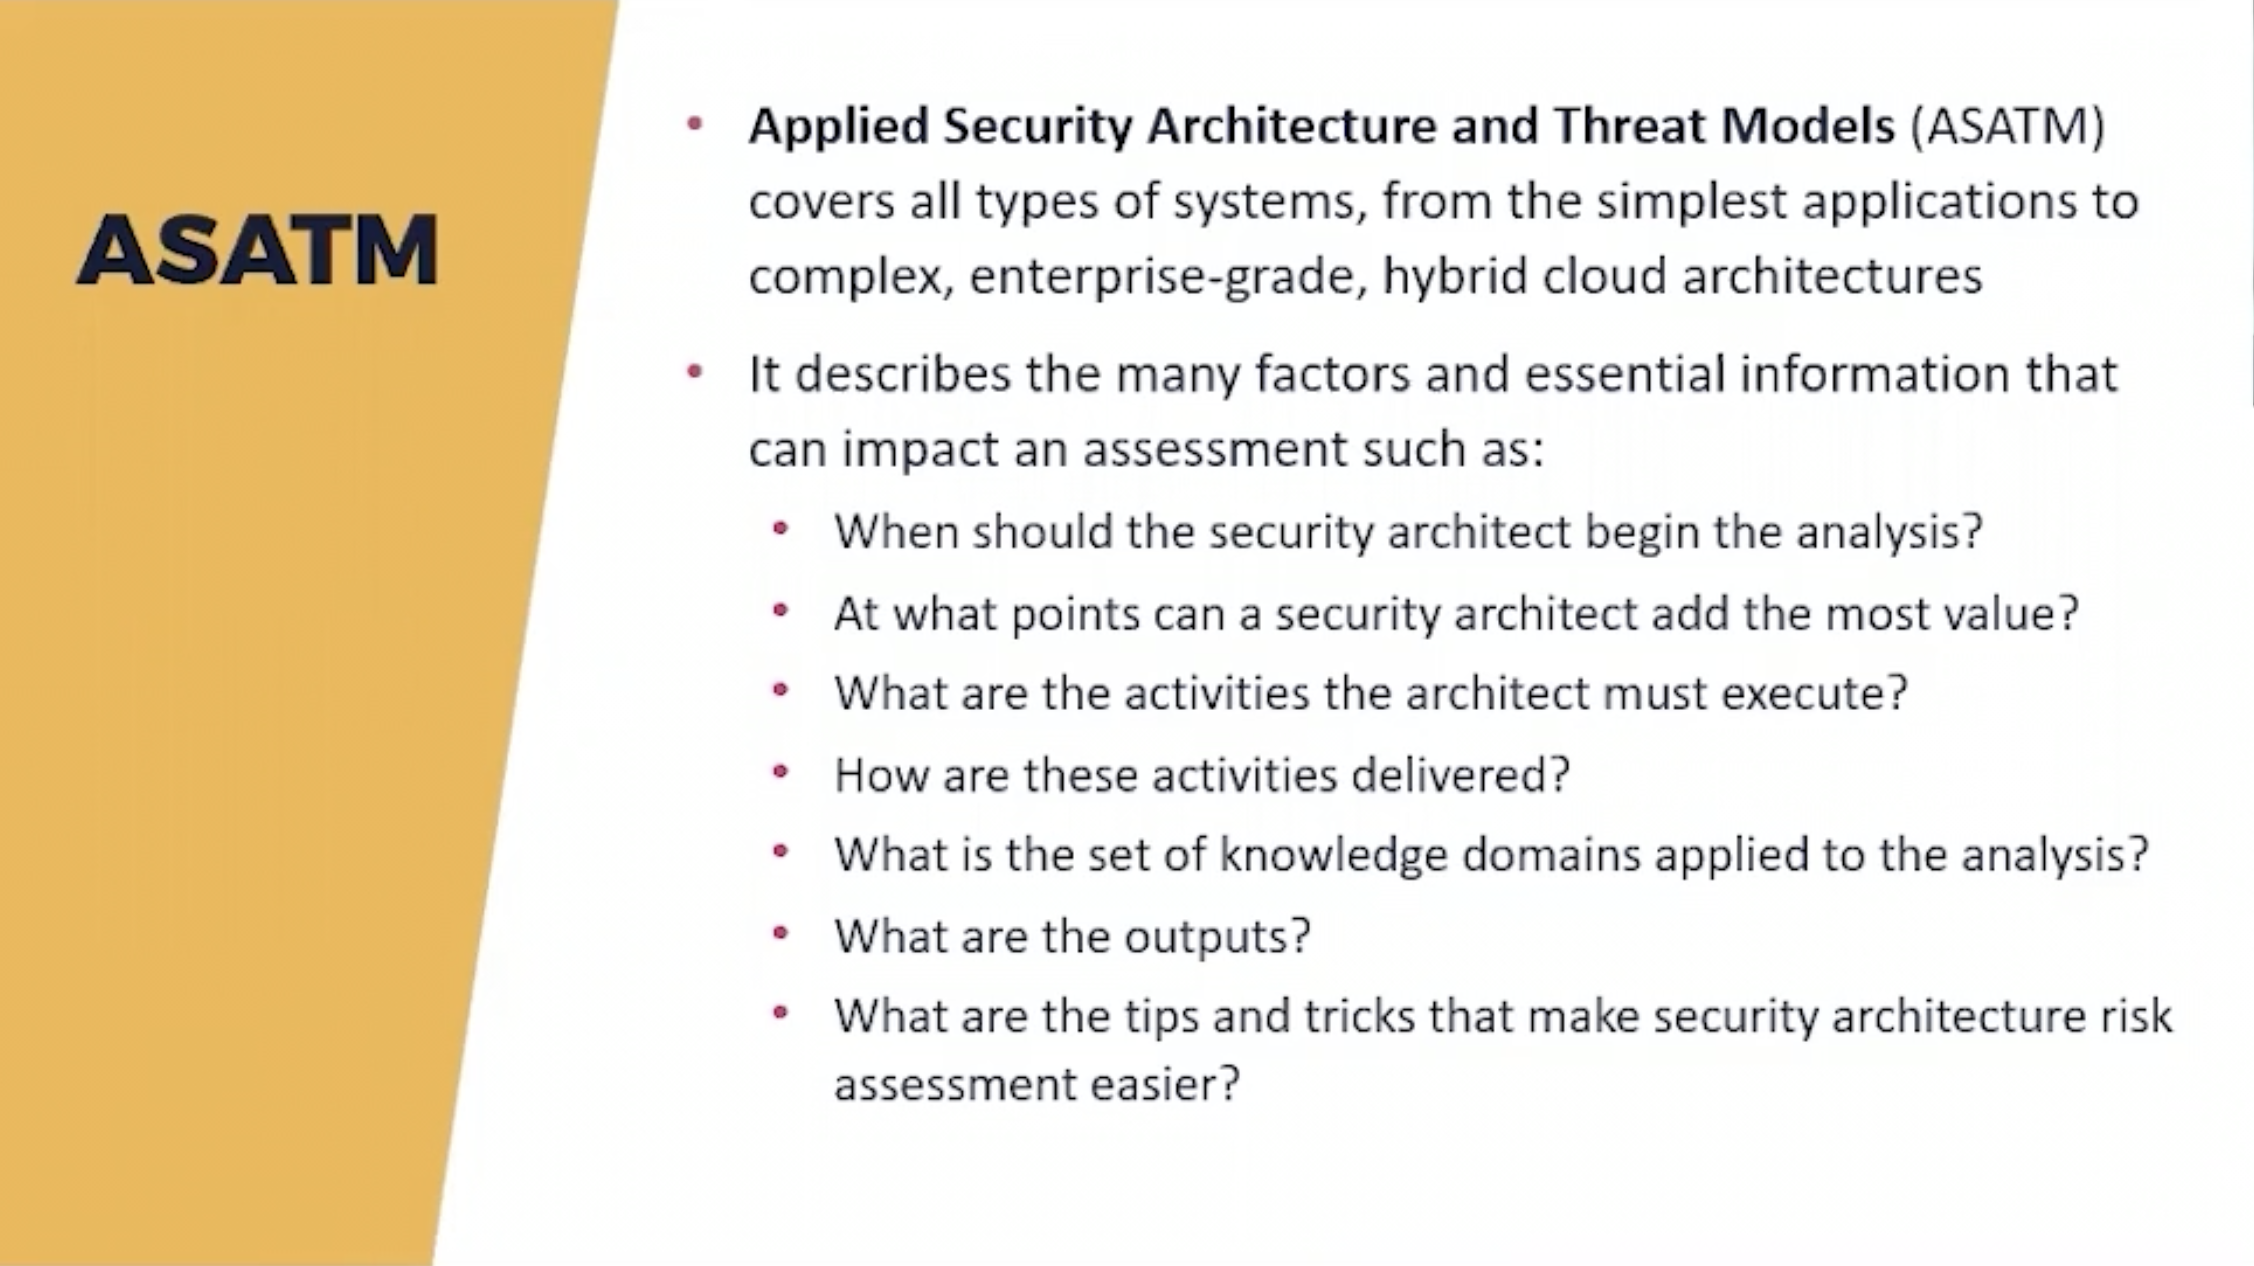 ASATM
• Applied Security Architecture and Threat Models (ASATM)
covers all types of systems, from the simplest applications to
complex, enterprise-grade, hybrid cloud architectures
• It describes the many factors and essential information that
can impact an assessment such as:
• When should the security architect begin the analysis?
• At what points can a security architect add the most value?
• What are the activities the architect must execute?
• How are these activities delivered?
• What is the set of knowledge domains applied to the analysis?
• What are the outputs?
• What are the tips and tricks that make security architecture risk
assessment easier?